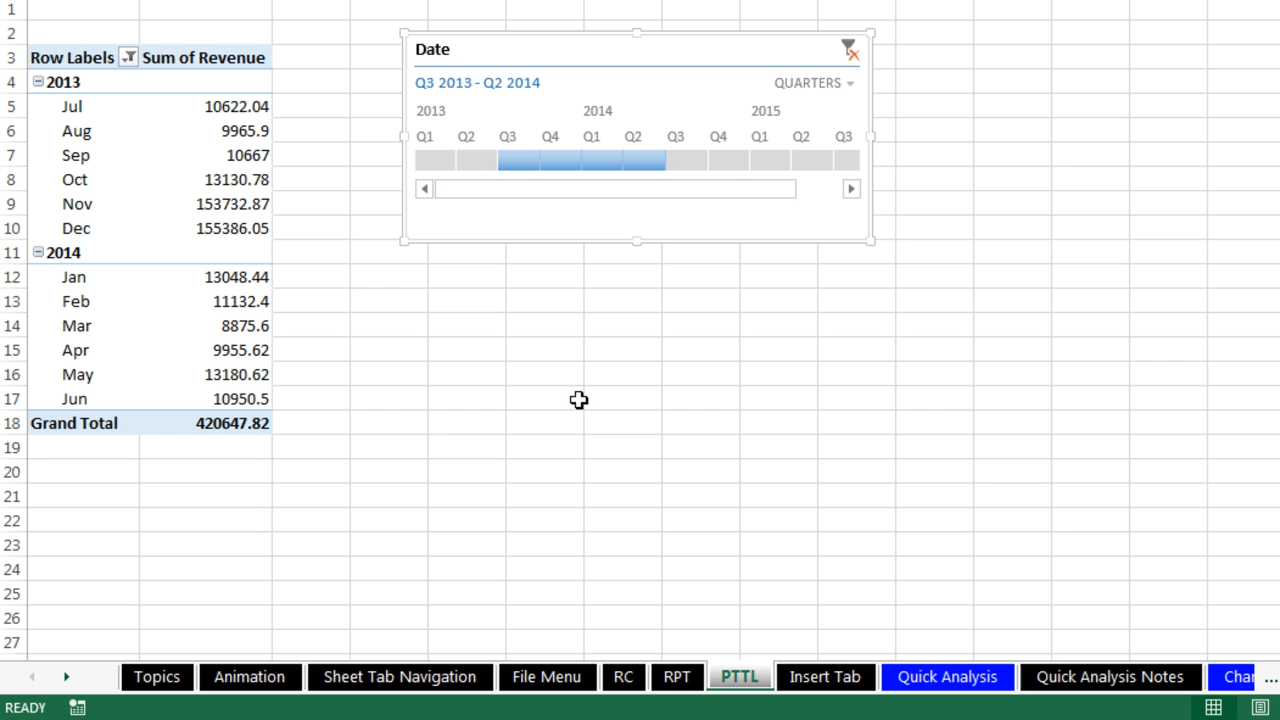 1
2
3 Row Labels Sum of Revenue
4 2013
5 Jul 10622.04
6 Aug 9965.9
7 Sep 10667
8 Oct 13130.78
9 Nov 153732.87
10 Dec 155386.05
11 2014
12 Jan 13048.44
13 Feb 11132.4
14 Mar 8875.6
15 Apr 9955.62
16 May 13180.62
17 Jun 10950.5
18 Grand Total 420647.82
19
20
21
22
23
24
25
26
27
Date
Q3 2013 - Q2 2014 QUARTERS
2013 2014 2015
Q1 Q2 Q3 Q4 Q1 Q2 Q3 Q4 Q1 Q2 Q3
Topics Animation Sheet Tab Navigation File Menu RC RPT PTTL Insert Tab Quick Analysis Quick Analysis Notes Char ...
READY